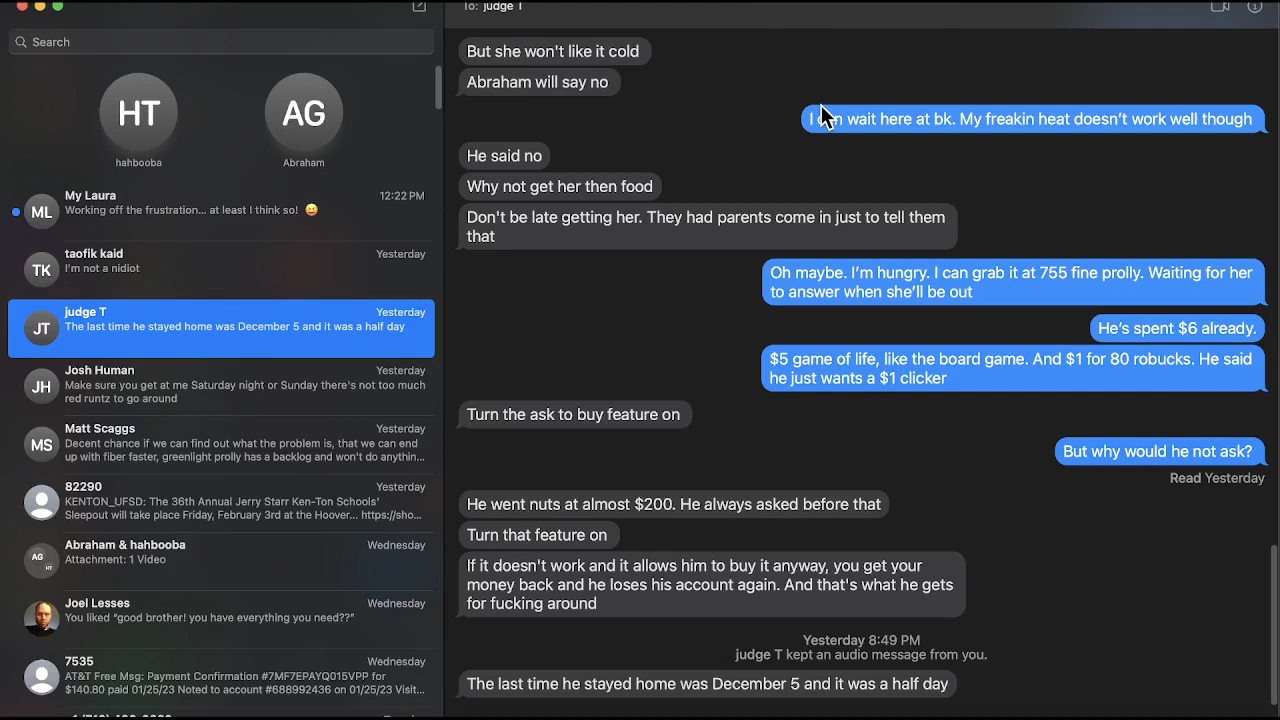 To: judge T
Search
HT
AG
hahbooba
Abraham
ML
My Laura
12:22 PM
Working off the frustration... at least I think so! 😝
TK
taofik kaid
Yesterday
I'm not a nidiot
JT
judge T
Yesterday
The last time he stayed home was December 5 and it was a half day
JH
Josh Human
Yesterday
Make sure you get at me Saturday night or Sunday there's not too much
red runtz to go around
MS
Matt Scaggs
Yesterday
Decent chance if we can find out what the problem is, that we can end
up with fiber faster, greenlight prolly has a backlog and won't do anythin...
82290
Yesterday
KENTON_UFSD: The 36th Annual Jerry Starr Ken-Ton Schools'
Sleepout will take place Friday, February 3rd at the Hoover... https://sho...
AG
HT
Abraham & hahbooba
Wednesday
Attachment: 1 Video
Joel Lesses
Wednesday
You liked “good brother! you have everything you need??”
7535
Wednesday
AT&T Free Msg: Payment Confirmation #7MF7EPAYQ015VPP for
$140.80 paid 01/25/23 Noted to account #688992436 on 01/25/23 Visit...
But she won't like it cold
Abraham will say no
I wait here at bk. My freakin heat doesn’t work well though
He said no
Why not get her then food
Don't be late getting her. They had parents come in just to tell them
that
Oh maybe. I’m hungry. I can grab it at 755 fine prolly. Waiting for her
to answer when she’ll be out
He’s spent $6 already.
$5 game of life, like the board game. And $1 for 80 robucks. He said
he just wants a $1 clicker
Turn the ask to buy feature on
But why would he not ask?
Read Yesterday
He went nuts at almost $200. He always asked before that
Turn that feature on
If it doesn't work and it allows him to buy it anyway, you get your
money back and he loses his account again. And that's what he gets
for fucking around
Yesterday 8:49 PM
judge T kept an audio message from you.
The last time he stayed home was December 5 and it was a half day